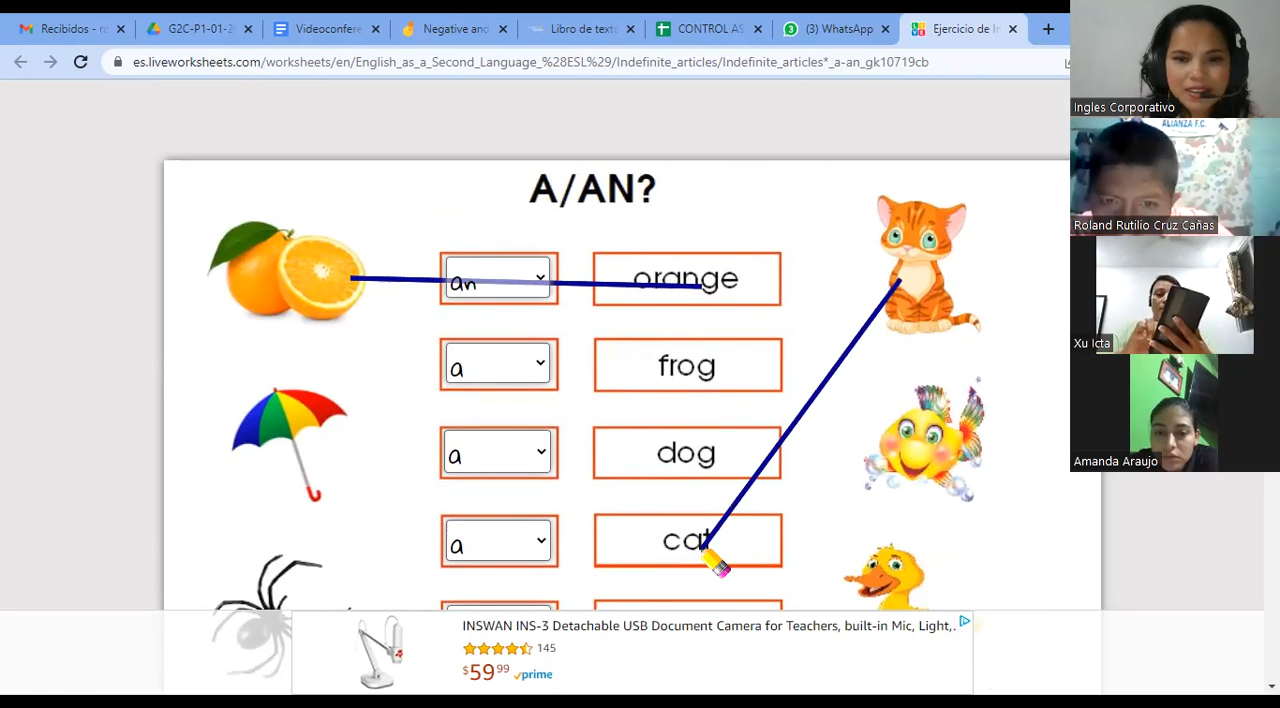 Recibidos - ro
G2C-P1-01-2
Videoconfere
Negative and
Libro de texto
CONTROL AS
(3) WhatsApp
Ejercicio de In
es.liveworksheets.com/worksheets/en/English_as_a_Second_Language_%28ESL%29/Indefinite_articles/Indefinite_articles*_a-an_gk10719cb
Ingles Corporativo
ALIANZA F.C.
Roland Rutilio Cruz Cañas
Xu Icta
Amanda Araujo
A/AN?
an orange
a frog
a dog
a cat
INSWAN INS-3 Detachable USB Document Camera for Teachers, built-in Mic, Light,.
145
$59 99 prime